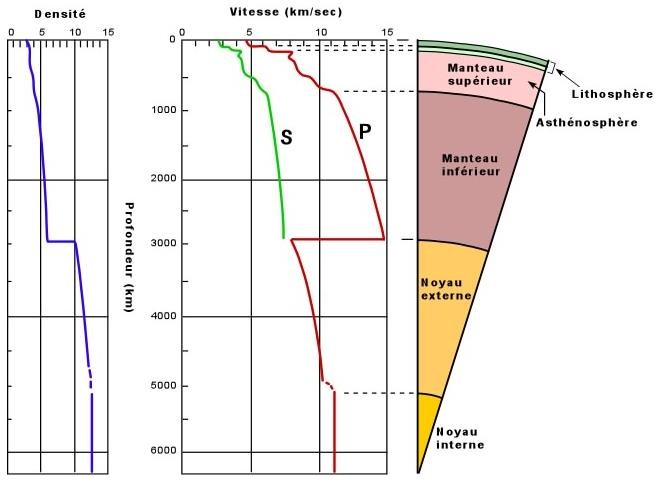 Densité
0 5 10 15
Vitesse (km/sec)
0 5 10 15
0
1000
2000
3000
4000
5000
6000
Profondeur (km)
S
P
Manteau
supérieur
Lithosphère
Asthénosphère
Manteau
inférieur
Noyau
externe
Noyau
interne